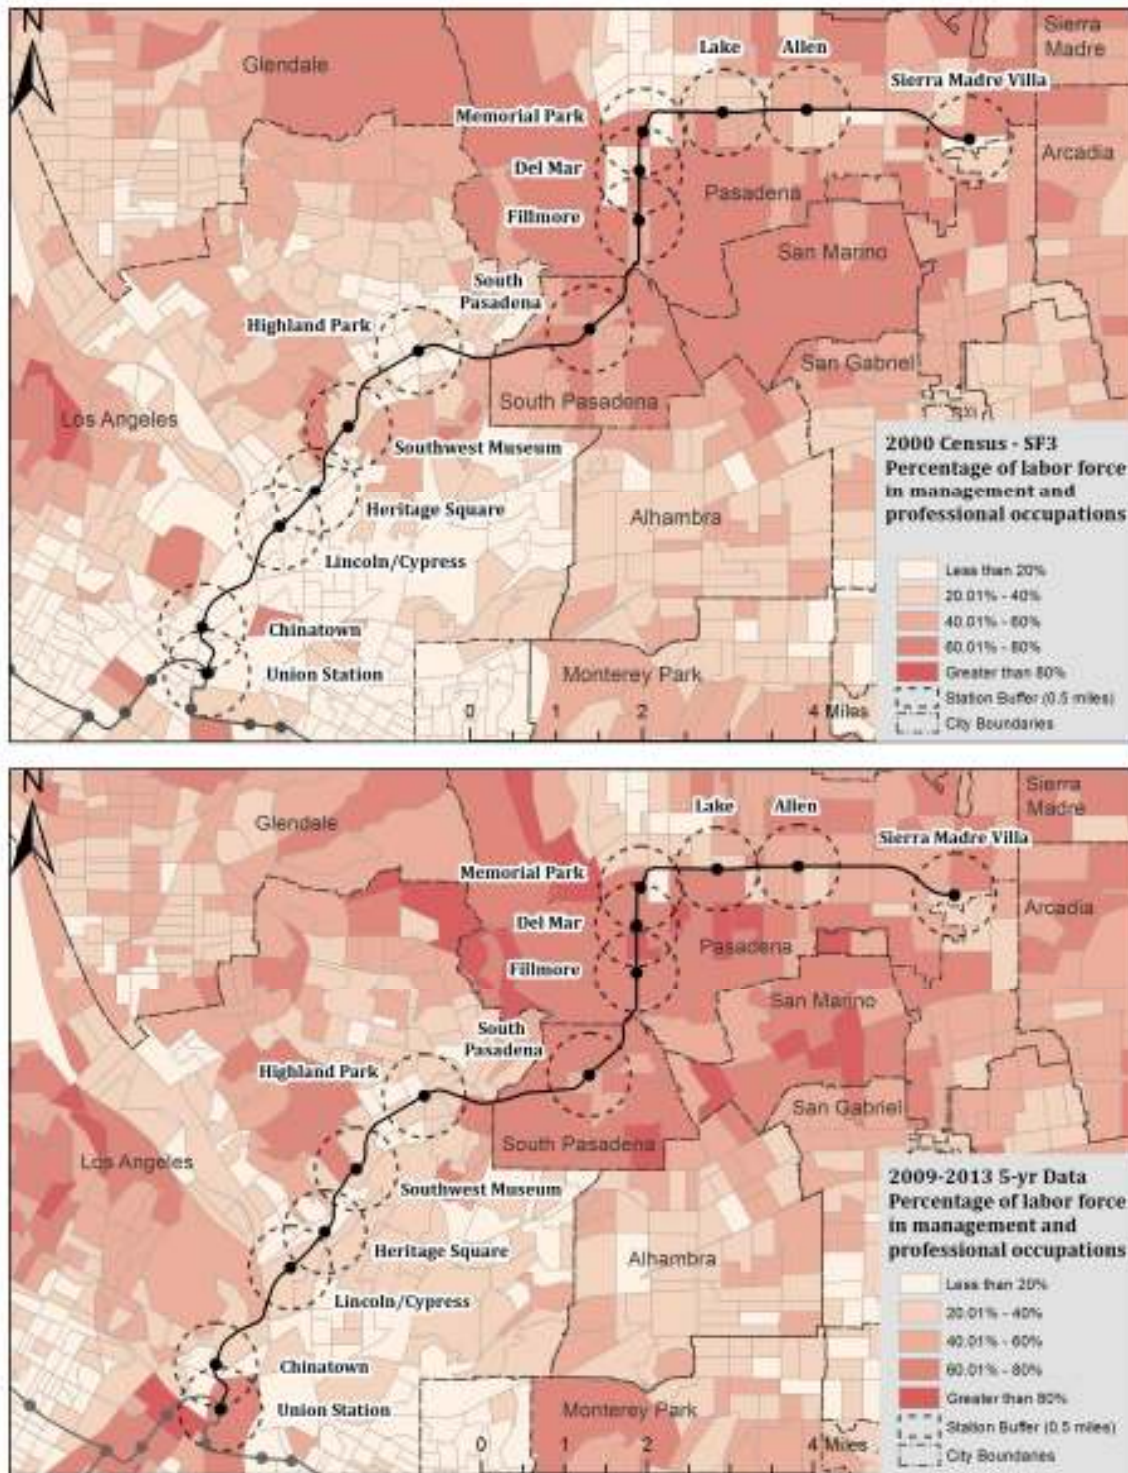 N
Glendale
Lake
Allen
Sierra
Madre
Sierra Madre Villa
Memorial Park
Arcadia
Del Mar
Pasadena
Fillmore
San Marino
South
Pasadena
Highland Park
San Gabriel
South Pasadena
Los Angeles
Southwest Museum
2000 Census - SF3
Percentage of labor force
in management and
professional occupations
Heritage Square
Alhambra
Lincoln/Cypress
Less than 20%
20.01% - 40%
40.01% - 60%
60.01% - 80%
Greater than 80%
Station Buffer (0.5 miles)
City Boundaries
Chinatown
Union Station
Monterey Park
0 1 2 4 Miles
N
Glendale
Lake
Allen
Sierra
Madre
Sierra Madre Villa
Memorial Park
Arcadia
Del Mar
Pasadena
Fillmore
San Marino
South
Pasadena
Highland Park
San Gabriel
South Pasadena
Los Angeles
Southwest Museum
2009-2013 5-yr Data
Percentage of labor force
in management and
professional occupations
Heritage Square
Alhambra
Lincoln/Cypress
Less than 20%
20.01% - 40%
40.01% - 60%
60.01% - 80%
Greater than 80%
Station Buffer (0.5 miles)
City Boundaries
Chinatown
Union Station
Monterey Park
0 1 2 4 Miles